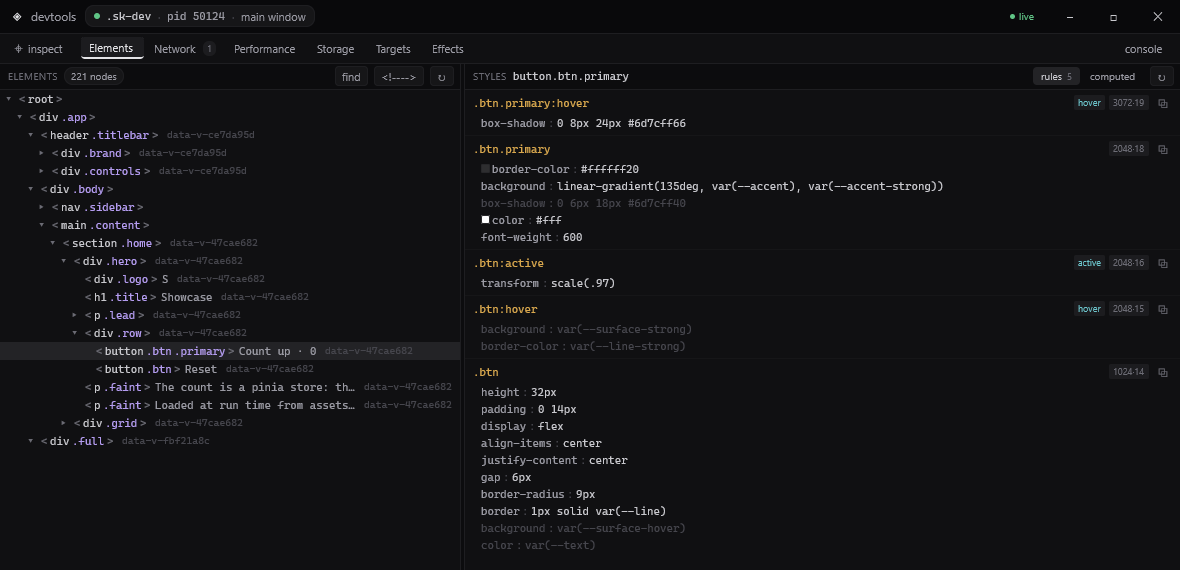 devtools .sk-dev · pid 50124 · main window live
inspect Elements Network 1 Performance Storage Targets Effects console
ELEMENTS 221 nodes find <!----> ↻
<root>
<div.app>
<header.titlebar> data-v-ce7da95d
<div.brand> data-v-ce7da95d
<div.controls> data-v-ce7da95d
<div.body>
<nav.sidebar>
<main.content>
<section.home> data-v-47cae682
<div.hero> data-v-47cae682
<div.logo> S data-v-47cae682
<h1.title> Showcase data-v-47cae682
<p.lead> data-v-47cae682
<div.row> data-v-47cae682
<button.btn.primary> Count up · 0 data-v-47cae682
<button.btn> Reset data-v-47cae682
<p.faint> The count is a pinia store: th… data-v-47cae682
<p.faint> Loaded at run time from assets… data-v-47cae682
<div.grid> data-v-47cae682
<div.full> data-v-fbf21a8c
STYLES button.btn.primary rules 5 computed ↻
.btn.primary:hover hover 3072·19
box-shadow: 0 8px 24px #6d7cff66
.btn.primary 2048·18
border-color: #ffffff20
background: linear-gradient(135deg, var(--accent), var(--accent-strong))
box-shadow: 0 6px 18px #6d7cff40
color: #fff
font-weight: 600
.btn:active active 2048·16
transform: scale(.97)
.btn:hover hover 2048·15
background: var(--surface-strong)
border-color: var(--line-strong)
.btn 1024·14
height: 32px
padding: 0 14px
display: flex
align-items: center
justify-content: center
gap: 6px
border-radius: 9px
border: 1px solid var(--line)
background: var(--surface-hover)
color: var(--text)